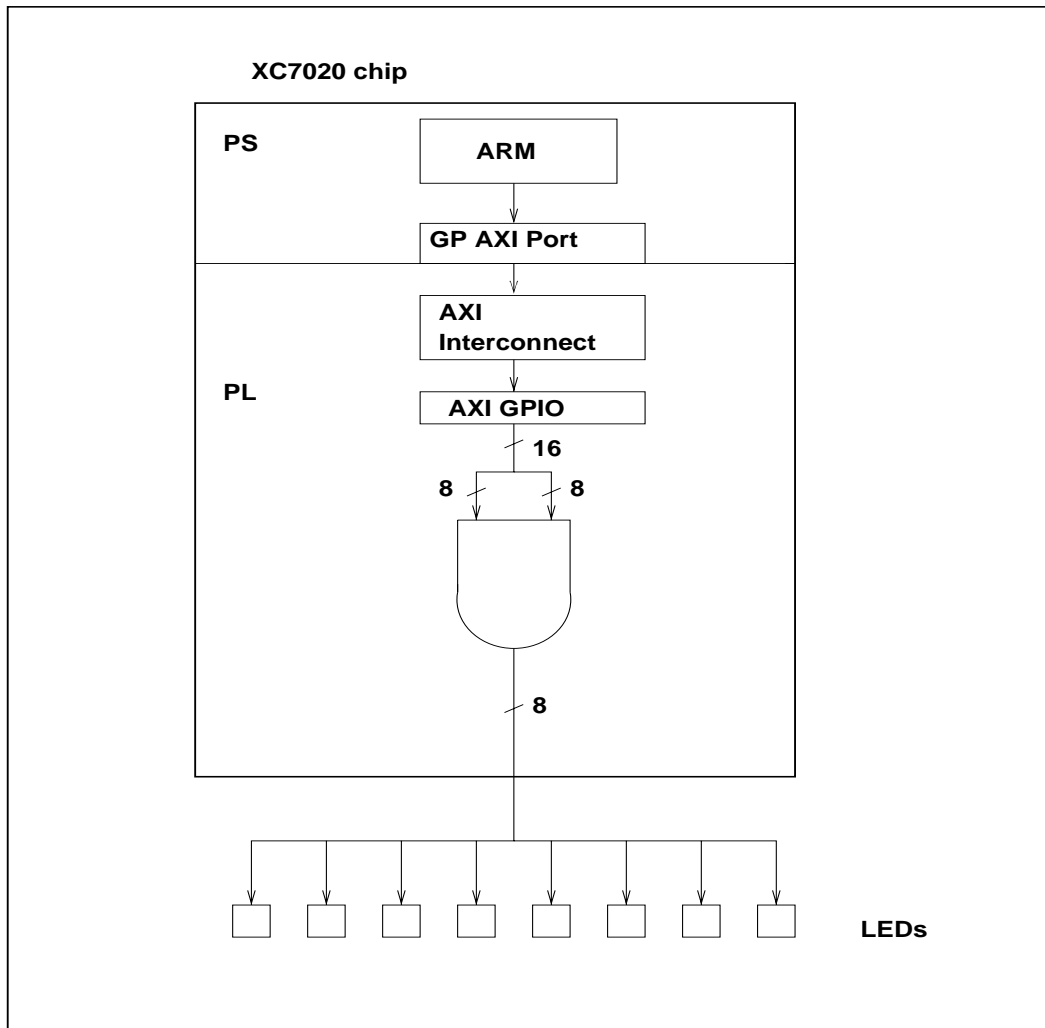 XC7020 chip
PS
ARM
GP AXI Port
AXI
Interconnect
PL
AXI GPIO
16
8
8
8
LEDs